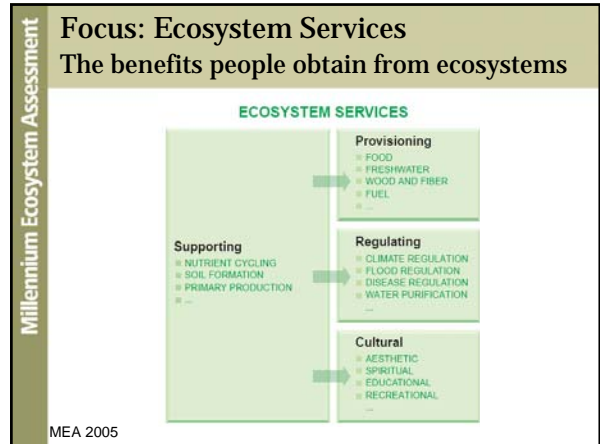 Millennium Ecosystem Assessment
Focus: Ecosystem Services
The benefits people obtain from ecosystems
ECOSYSTEM SERVICES
Supporting
NUTRIENT CYCLING
SOIL FORMATION
PRIMARY PRODUCTION
...
Provisioning
FOOD
FRESHWATER
WOOD AND FIBER
FUEL
...
Regulating
CLIMATE REGULATION
FLOOD REGULATION
DISEASE REGULATION
WATER PURIFICATION
...
Cultural
AESTHETIC
SPIRITUAL
EDUCATIONAL
RECREATIONAL
...
MEA 2005